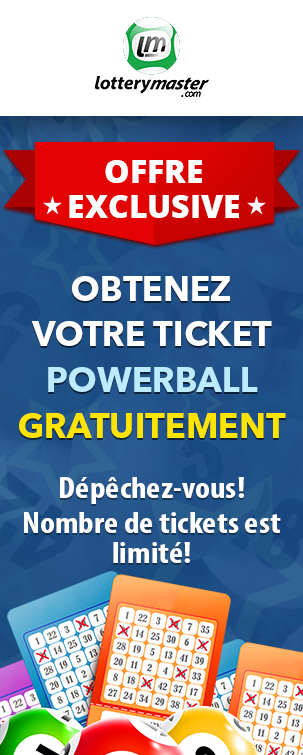 lm
lotterymaster
.com
OFFRE
EXCLUSIVE
OBTENEZ
VOTRE TICKET
POWERBALL
GRATUITEMENT
Dépêchez-vous!
Nombre de tickets est
limité!